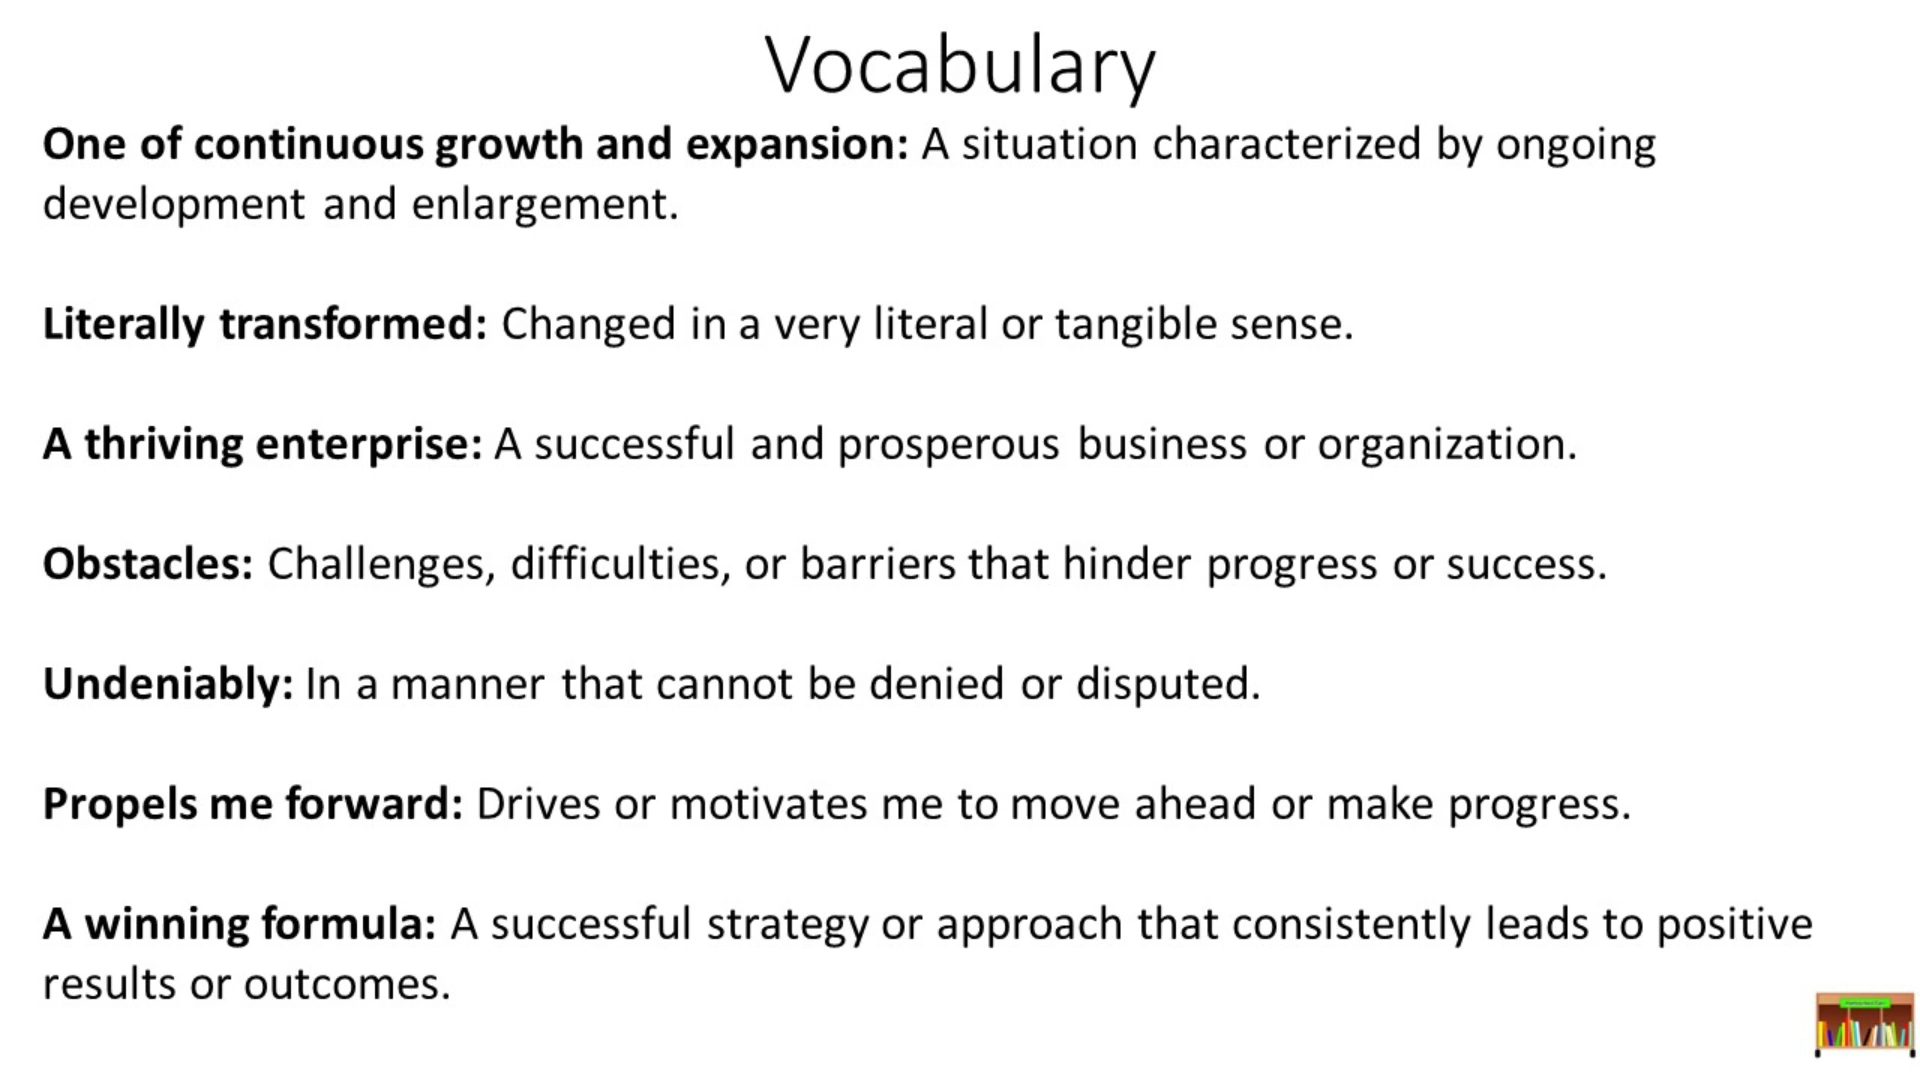 Vocabulary
One of continuous growth and expansion: A situation characterized by ongoing
development and enlargement.
Literally transformed: Changed in a very literal or tangible sense.
A thriving enterprise: A successful and prosperous business or organization.
Obstacles: Challenges, difficulties, or barriers that hinder progress or success.
Undeniably: In a manner that cannot be denied or disputed.
Propels me forward: Drives or motivates me to move ahead or make progress.
A winning formula: A successful strategy or approach that consistently leads to positive
results or outcomes.